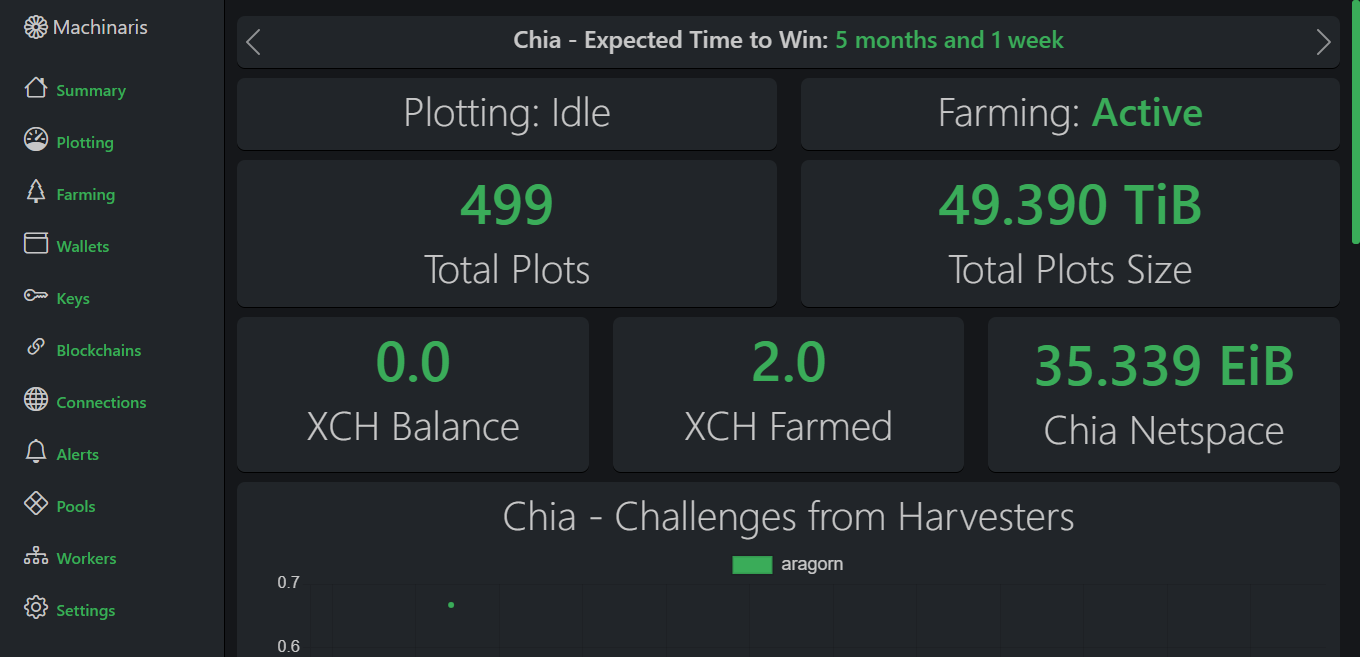 Machinaris
Summary
Plotting
Farming
Wallets
Keys
Blockchains
Connections
Alerts
Pools
Workers
Settings
Chia - Expected Time to Win: 5 months and 1 week
Plotting: Idle
Farming: Active
499
Total Plots
49.390 TiB
Total Plots Size
0.0
XCH Balance
2.0
XCH Farmed
35.339 EiB
Chia Netspace
Chia - Challenges from Harvesters
aragorn
0.7
0.6